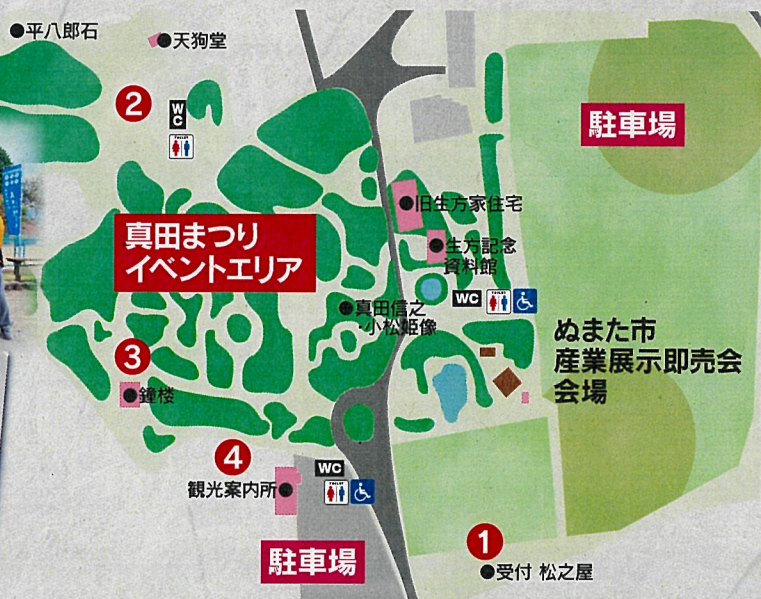 平八郎石
天狗堂
2
WC
TOILET
駐車場
旧生方家住宅
真田まつり
イベントエリア
生方記念
資料館
WC
TOILET
真田信之
・小松姫像
ぬまた市
産業展示即売会
会場
3
鐘楼
4
WC
TOILET
観光案内所
1
駐車場
受付 松之屋